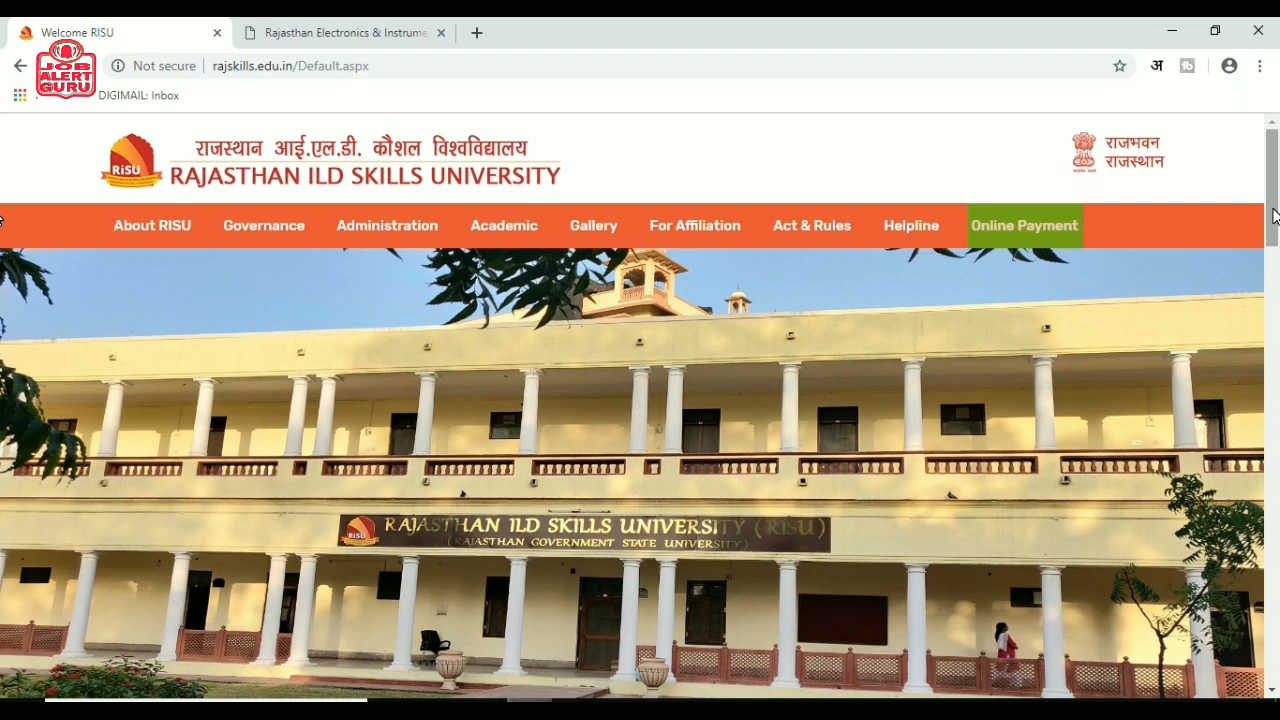 Welcome RISU
Rajasthan Electronics & Instrume
JOB
ALERT
GURU
Not secure
rajskills.edu.in/Default.aspx
अ
DIGIMAIL: Inbox
RiSU
राजस्थान आई.एल.डी. कौशल विश्वविद्यालय
RAJASTHAN ILD SKILLS UNIVERSITY
राजभवन
राजस्थान
About RISU
Governance
Administration
Academic
Gallery
For Affiliation
Act & Rules
Helpline
Online Payment
RiSU
RAJASTHAN ILD SKILLS UNIVERSITY (RISU)
(RAJASTHAN GOVERNMENT STATE UNIVERSITY)